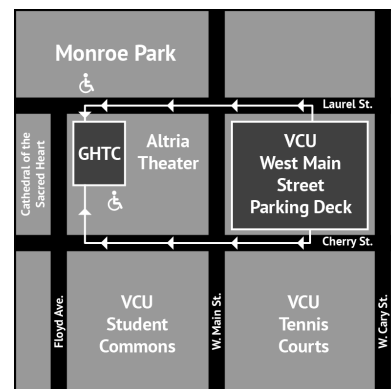 Monroe Park
Laurel St.
Cathedral of the
Sacred Heart
GHTC
Altria
Theater
VCU
West Main
Street
Parking Deck
Cherry St.
Floyd Ave.
VCU
Student
Commons
W. Main St.
VCU
Tennis
Courts
W. Cary St.